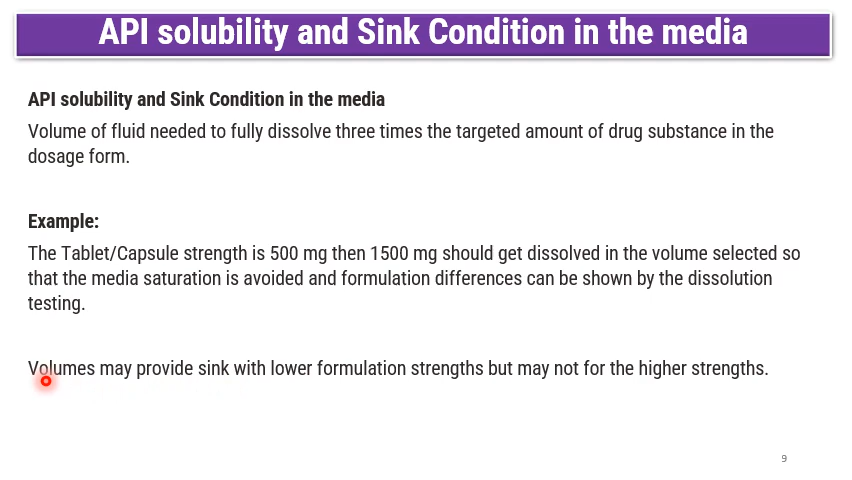 API solubility and Sink Condition in the media
API solubility and Sink Condition in the media
Volume of fluid needed to fully dissolve three times the targeted amount of drug substance in the
dosage form.
Example:
The Tablet/Capsule strength is 500 mg then 1500 mg should get dissolved in the volume selected so
that the media saturation is avoided and formulation differences can be shown by the dissolution
testing.
Volumes may provide sink with lower formulation strengths but may not for the higher strengths.
9